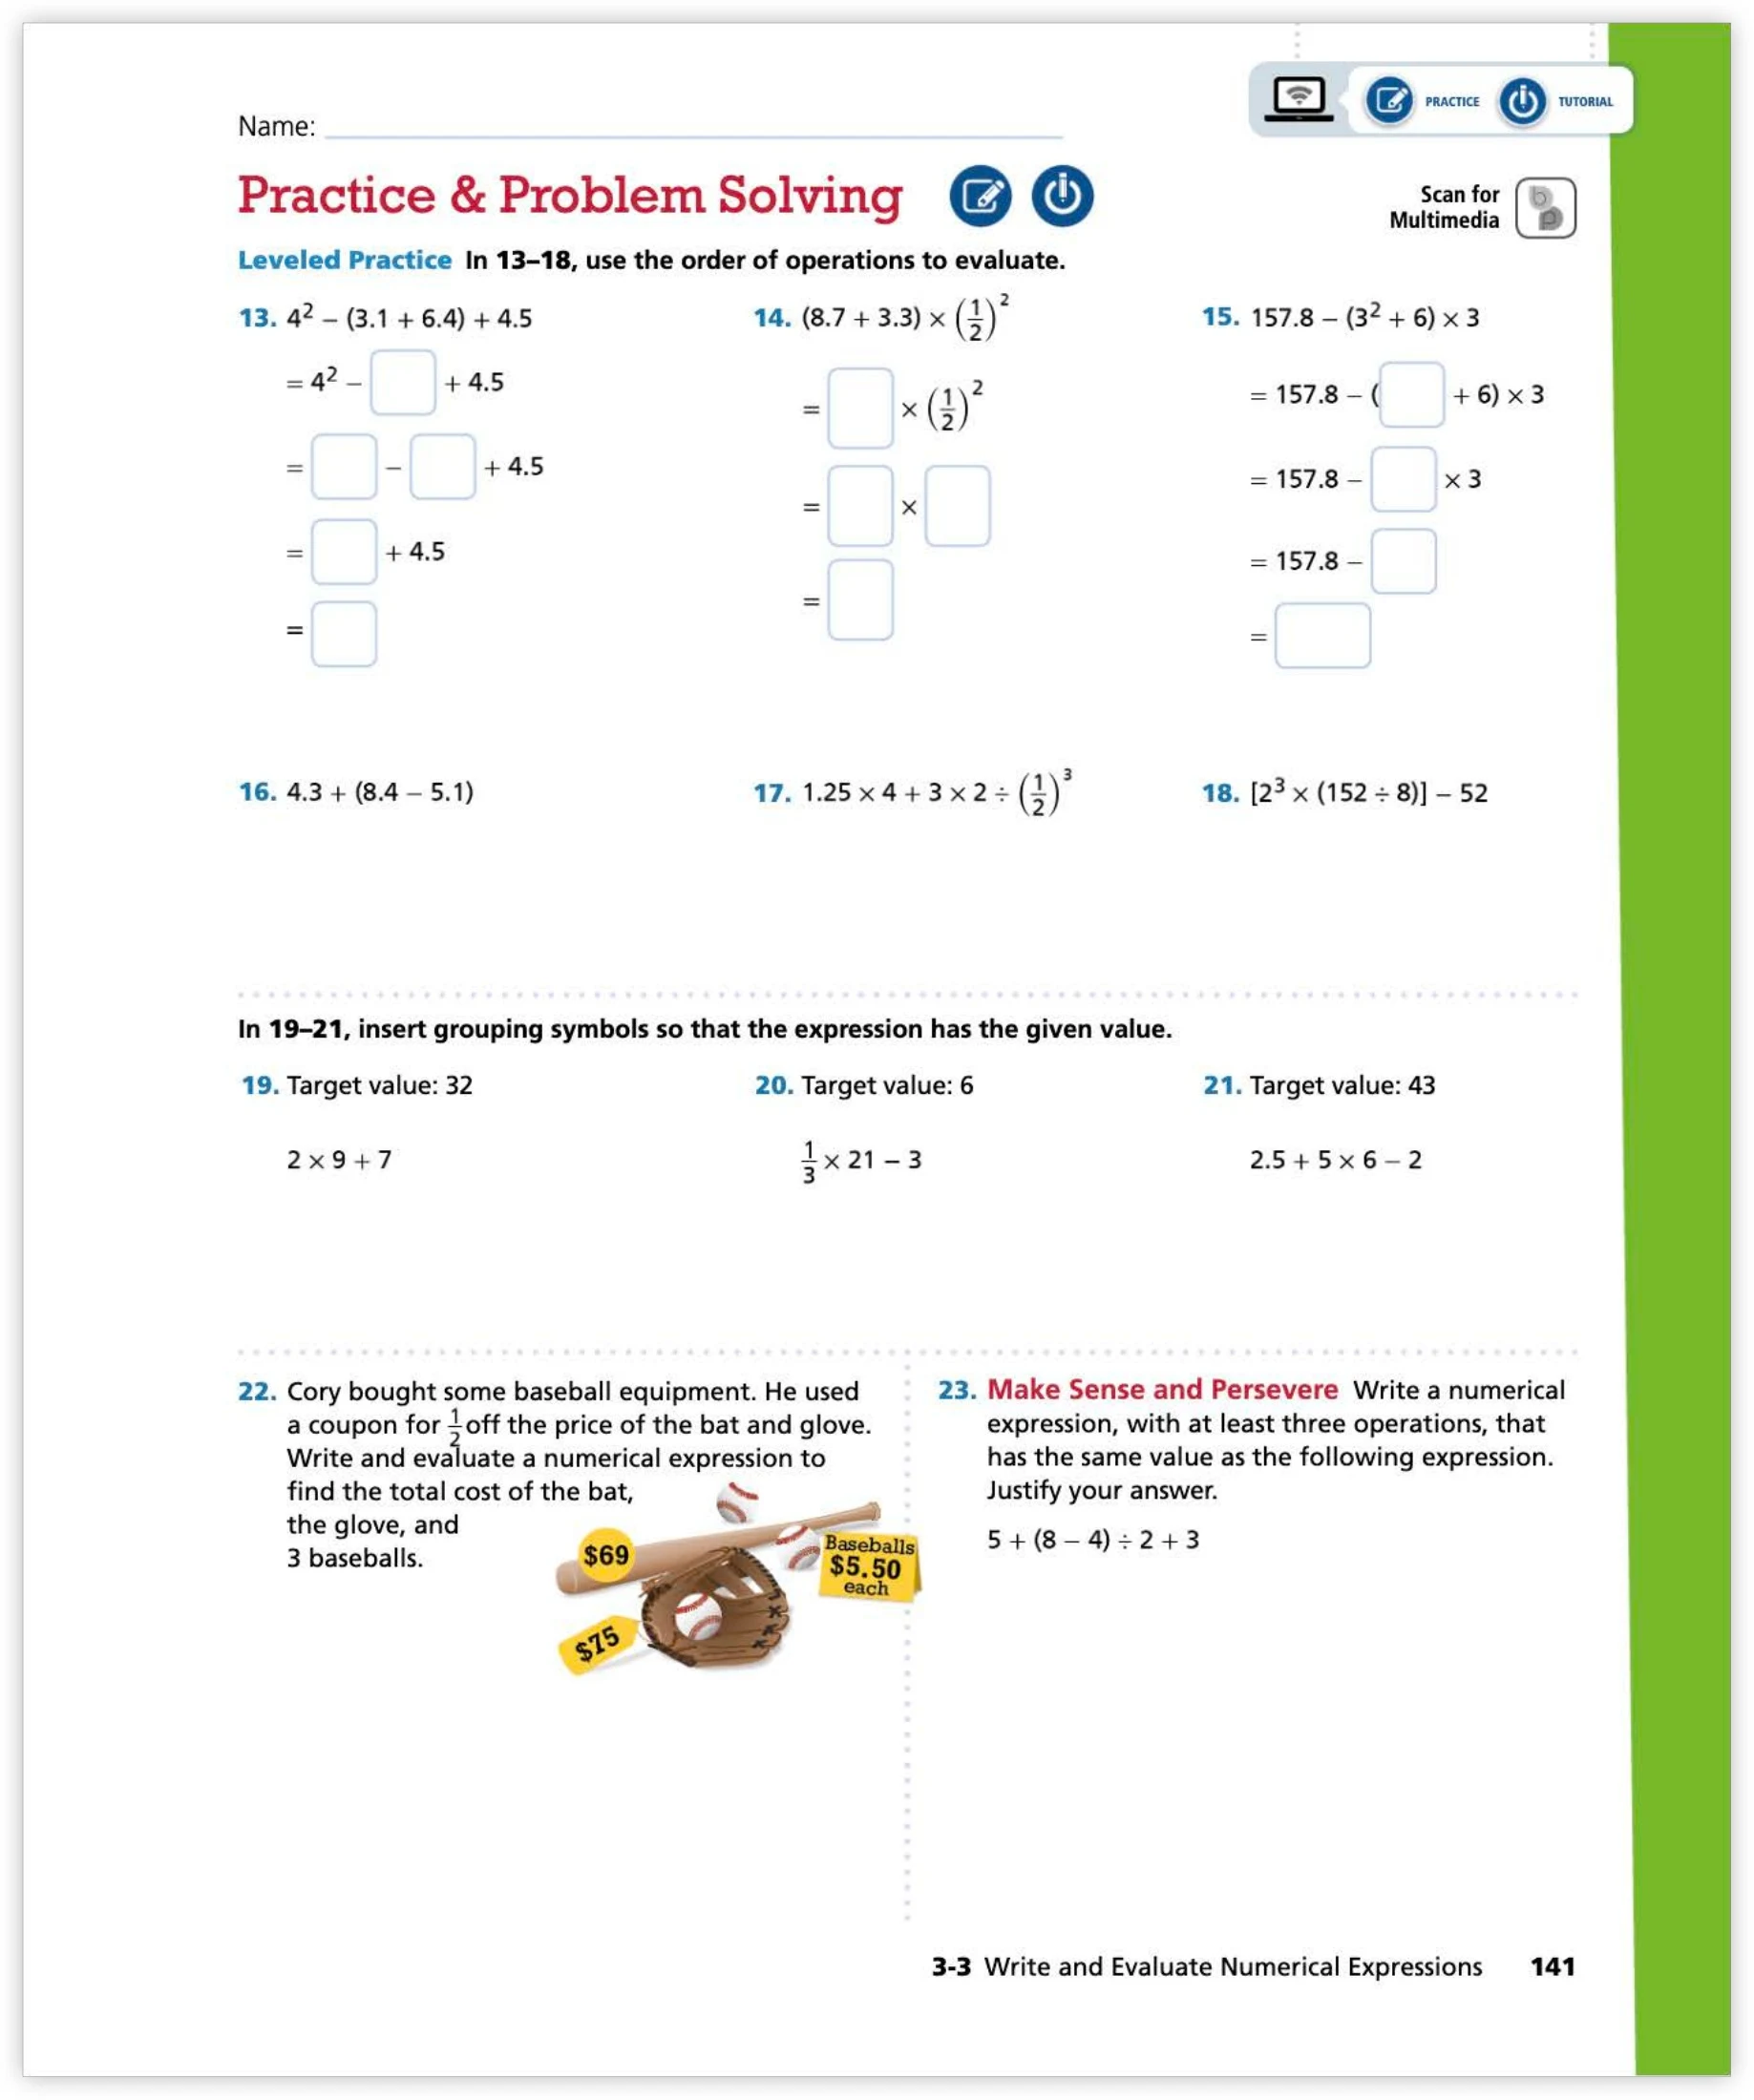 PRACTICE TUTORIAL
Name:
Practice & Problem Solving
Scan for
Multimedia
Leveled Practice In 13–18, use the order of operations to evaluate.
13. 4² – (3.1 + 6.4) + 4.5
= 4² – + 4.5
= – + 4.5
= + 4.5
=
14. (8.7 + 3.3) × (1/2)²
= × (1/2)²
= ×
=
15. 157.8 – (3² + 6) × 3
= 157.8 – ( + 6) × 3
= 157.8 – × 3
= 157.8 –
=
16. 4.3 + (8.4 – 5.1)
17. 1.25 × 4 + 3 × 2 ÷ (1/2)³
18. [2³ × (152 ÷ 8)] – 52
In 19–21, insert grouping symbols so that the expression has the given value.
19. Target value: 32
2 × 9 + 7
20. Target value: 6
1/3 × 21 – 3
21. Target value: 43
2.5 + 5 × 6 – 2
22. Cory bought some baseball equipment. He used
a coupon for 1/2 off the price of the bat and glove.
Write and evaluate a numerical expression to
find the total cost of the bat,
the glove, and
3 baseballs.
$69
Baseballs
$5.50
each
$75
23. Make Sense and Persevere Write a numerical
expression, with at least three operations, that
has the same value as the following expression.
Justify your answer.
5 + (8 – 4) ÷ 2 + 3
3-3 Write and Evaluate Numerical Expressions 141